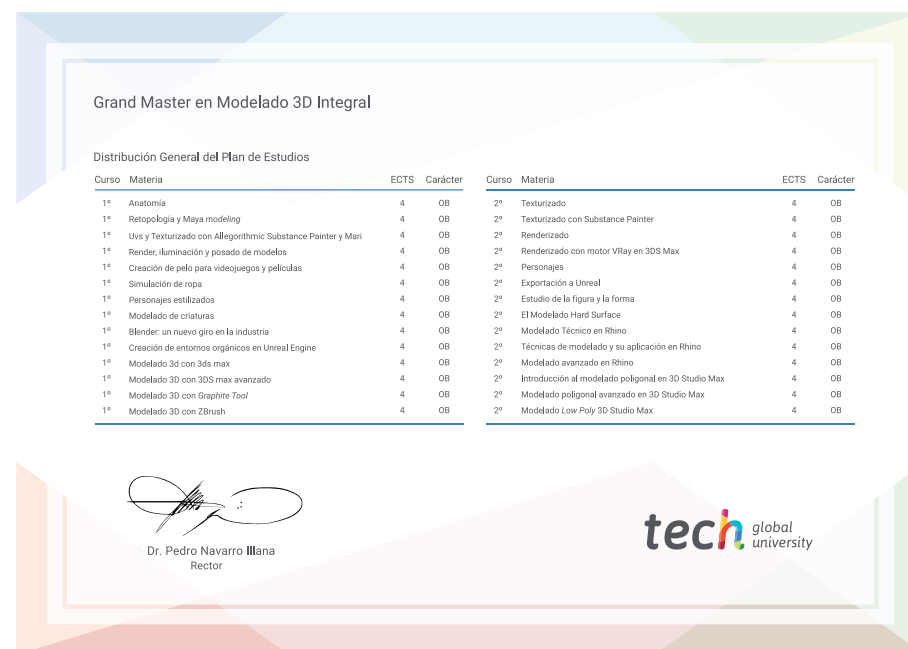 Grand Master en Modelado 3D Integral
Distribución General del Plan de Estudios
Curso Materia ECTS Carácter
1º Anatomía 4 OB
1º Retopología y Maya modeling 4 OB
1º Uvs y Texturizado con Allegorithmic Substance Painter y Mari 4 OB
1º Render, iluminación y posado de modelos 4 OB
1º Creación de pelo para videojuegos y películas 4 OB
1º Simulación de ropa 4 OB
1º Personajes estilizados 4 OB
1º Modelado de criaturas 4 OB
1º Blender: un nuevo giro en la industria 4 OB
1º Creación de entornos orgánicos en Unreal Engine 4 OB
1º Modelado 3d con 3ds max 4 OB
1º Modelado 3D con 3DS max avanzado 4 OB
1º Modelado 3D con Graphite Tool 4 OB
1º Modelado 3D con ZBrush 4 OB
Curso Materia ECTS Carácter
2º Texturizado 4 OB
2º Texturizado con Substance Painter 4 OB
2º Renderizado 4 OB
2º Renderizado con motor VRay en 3DS Max 4 OB
2º Personajes 4 OB
2º Exportación a Unreal 4 OB
2º Estudio de la figura y la forma 4 OB
2º El Modelado Hard Surface 4 OB
2º Modelado Técnico en Rhino 4 OB
2º Técnicas de modelado y su aplicación en Rhino 4 OB
2º Modelado avanzado en Rhino 4 OB
2º Introducción al modelado poligonal en 3D Studio Max 4 OB
2º Modelado poligonal avanzado en 3D Studio Max 4 OB
2º Modelado Low Poly 3D Studio Max 4 OB
Dr. Pedro Navarro Illana
Rector
tech global
university